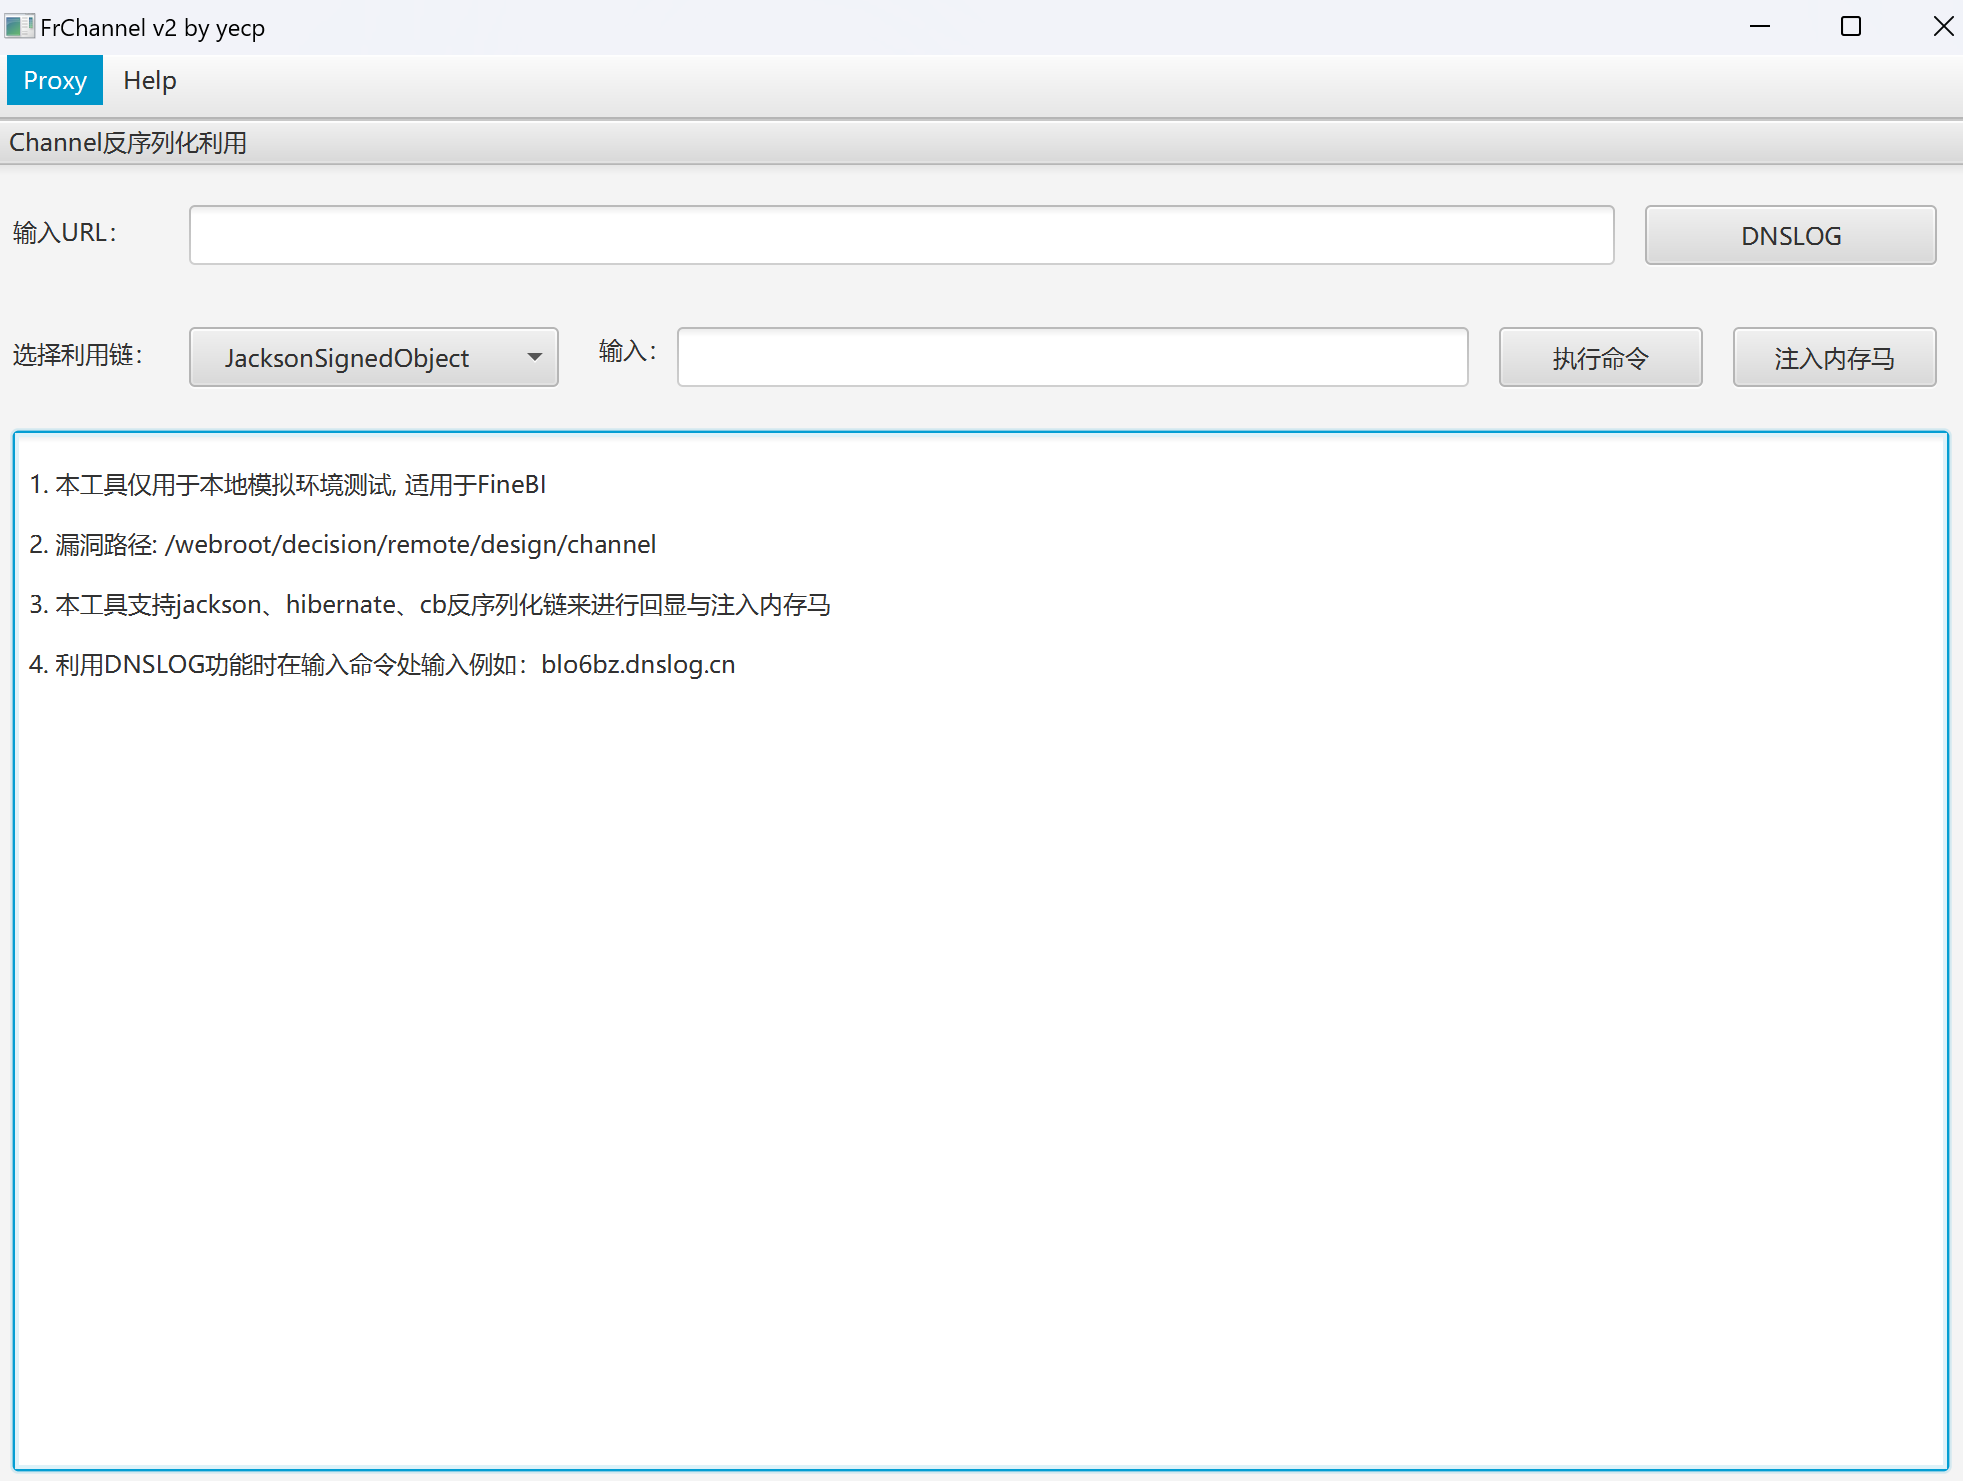 FrChannel v2 by yecp
Proxy Help
Channel反序列化利用
输入URL：
DNSLOG
选择利用链：
JacksonSignedObject
输入：
执行命令
注入内存马
1. 本工具仅用于本地模拟环境测试, 适用于FineBI
2. 漏洞路径: /webroot/decision/remote/design/channel
3. 本工具支持jackson、hibernate、cb反序列化链来进行回显与注入内存马
4. 利用DNSLOG功能时在输入命令处输入例如：blo6bz.dnslog.cn